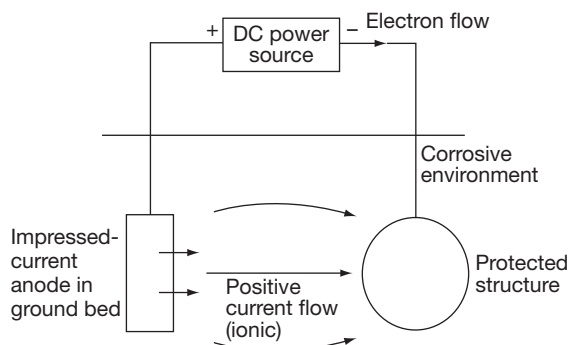 +
DC power
source
−
Electron flow
Corrosive
environment
Impressed-
current
anode in
ground bed
Positive
current flow
(ionic)
Protected
structure